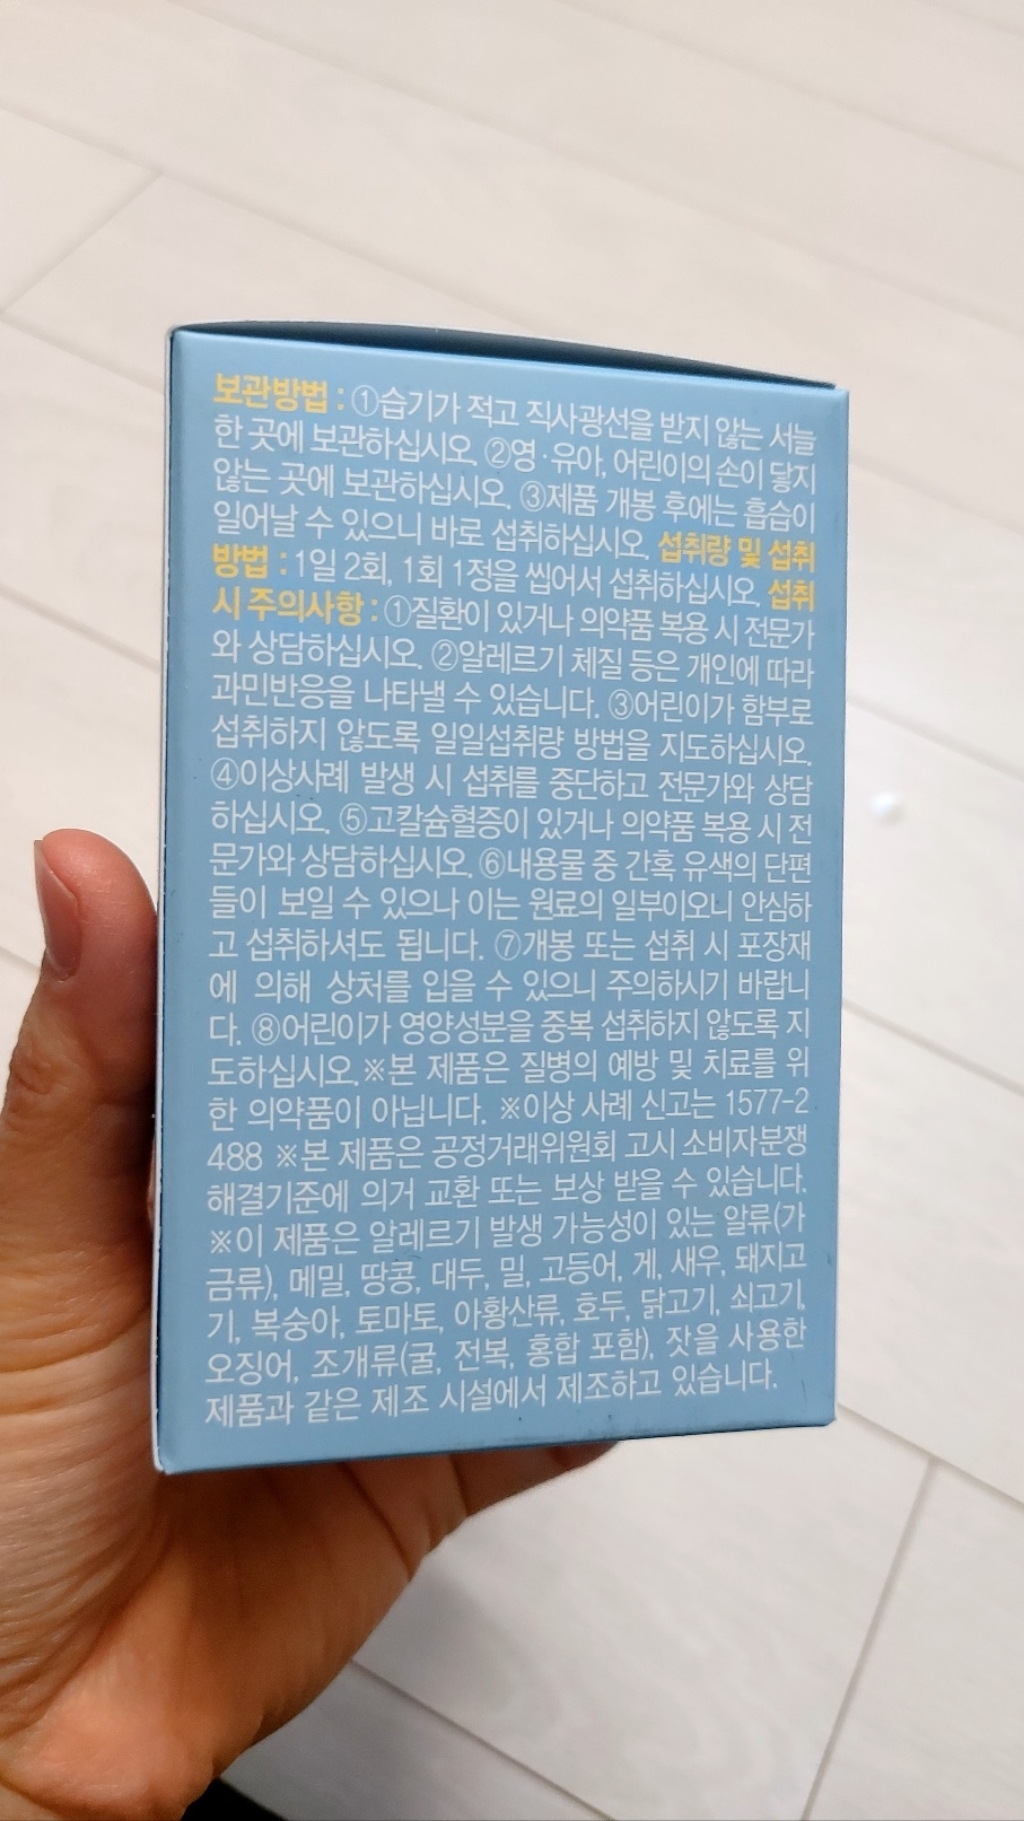 보관방법 : ①습기가 적고 직사광선을 받지 않는 서늘
한 곳에 보관하십시오. ②영·유아, 어린이의 손이 닿지
않는 곳에 보관하십시오. ③제품 개봉 후에는 흡습이
일어날 수 있으니 바로 섭취하십시오. 섭취량 및 섭취
방법 : 1일 2회, 1회 1정을 씹어서 섭취하십시오. 섭취
시 주의사항 : ①질환이 있거나 의약품 복용 시 전문가
와 상담하십시오. ②알레르기 체질 등은 개인에 따라
과민반응을 나타낼 수 있습니다. ③어린이가 함부로
섭취하지 않도록 일일섭취량 방법을 지도하십시오.
④이상사례 발생 시 섭취를 중단하고 전문가와 상담
하십시오. ⑤고칼슘혈증이 있거나 의약품 복용 시 전
문가와 상담하십시오. ⑥내용물 중 간혹 유색의 단편
들이 보일 수 있으나 이는 원료의 일부이오니 안심하
고 섭취하셔도 됩니다. ⑦개봉 또는 섭취 시 포장재
에 의해 상처를 입을 수 있으니 주의하시기 바랍니
다. ⑧어린이가 영양성분을 중복 섭취하지 않도록 지
도하십시오. ※본 제품은 질병의 예방 및 치료를 위
한 의약품이 아닙니다. ※이상 사례 신고는 1577-2
488 ※본 제품은 공정거래위원회 고시 소비자분쟁
해결기준에 의거 교환 또는 보상 받을 수 있습니다.
※이 제품은 알레르기 발생 가능성이 있는 알류(가
금류), 메밀, 땅콩, 대두, 밀, 고등어, 게, 새우, 돼지고
기, 복숭아, 토마토, 아황산류, 호두, 닭고기, 쇠고기,
오징어, 조개류(굴, 전복, 홍합 포함), 잣을 사용한
제품과 같은 제조 시설에서 제조하고 있습니다.